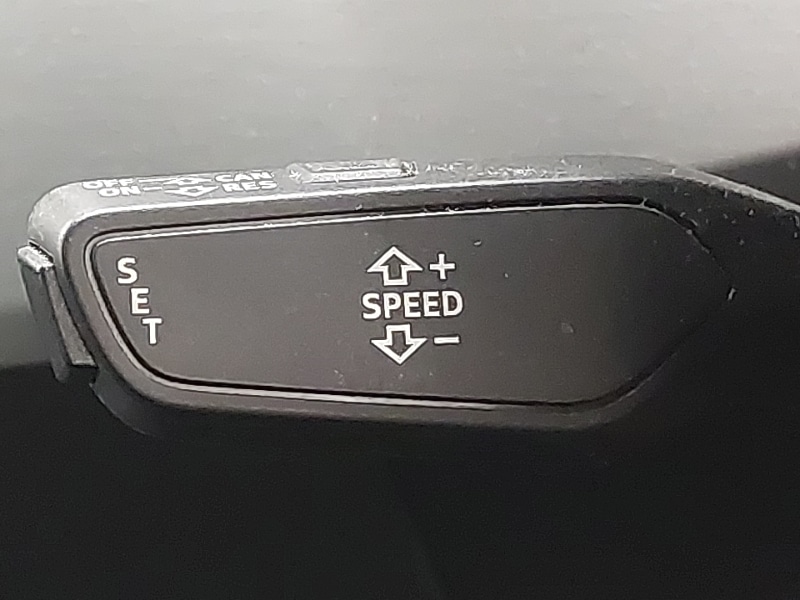 OFF CAN
ON RES
SET
+
SPEED
−